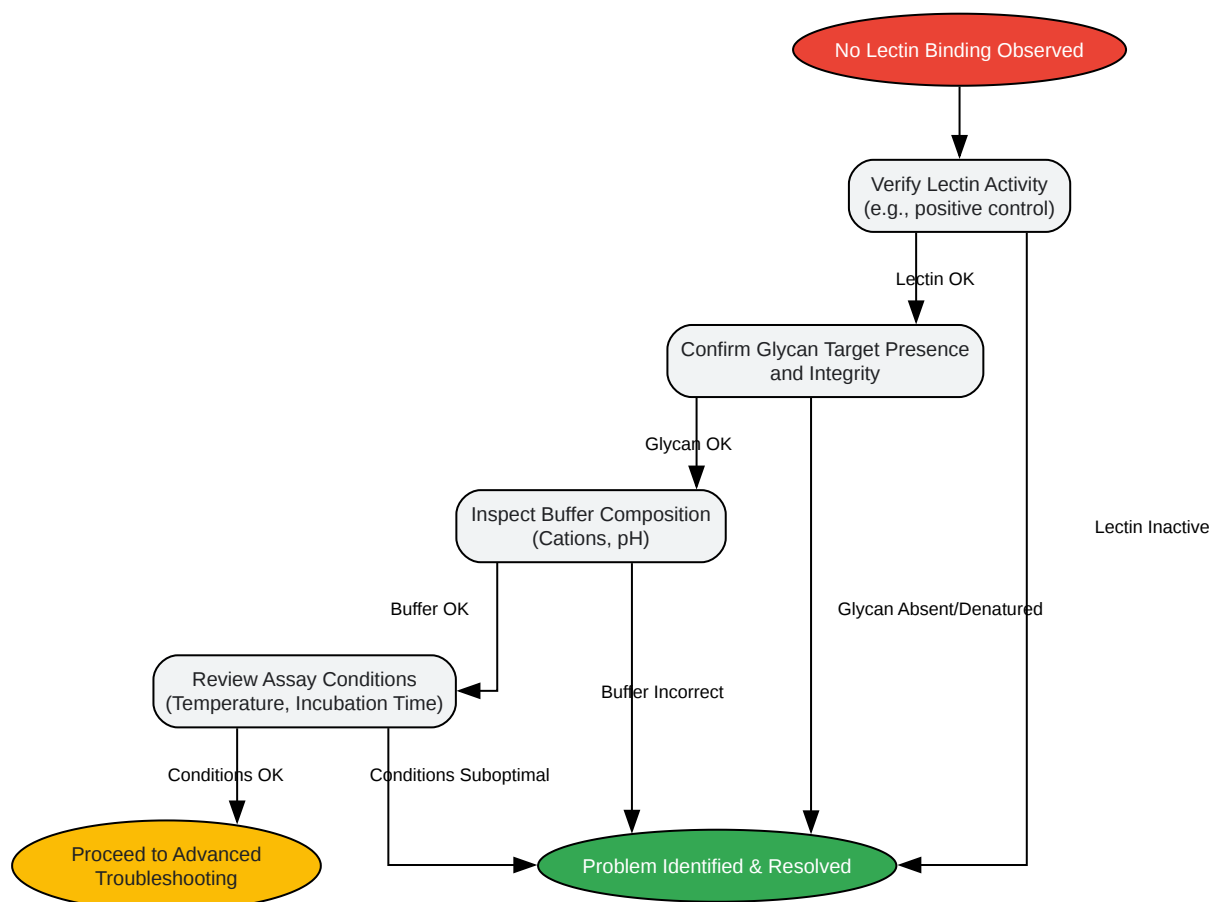 No Lectin Binding Observed
Verify Lectin Activity
(e.g., positive control)
Lectin OK
Confirm Glycan Target Presence
and Integrity
Glycan OK
Inspect Buffer Composition
(Cations, pH)
Lectin Inactive
Buffer OK
Glycan Absent/Denatured
Review Assay Conditions
(Temperature, Incubation Time)
Buffer Incorrect
Conditions OK
Conditions Suboptimal
Proceed to Advanced
Troubleshooting
Problem Identified & Resolved